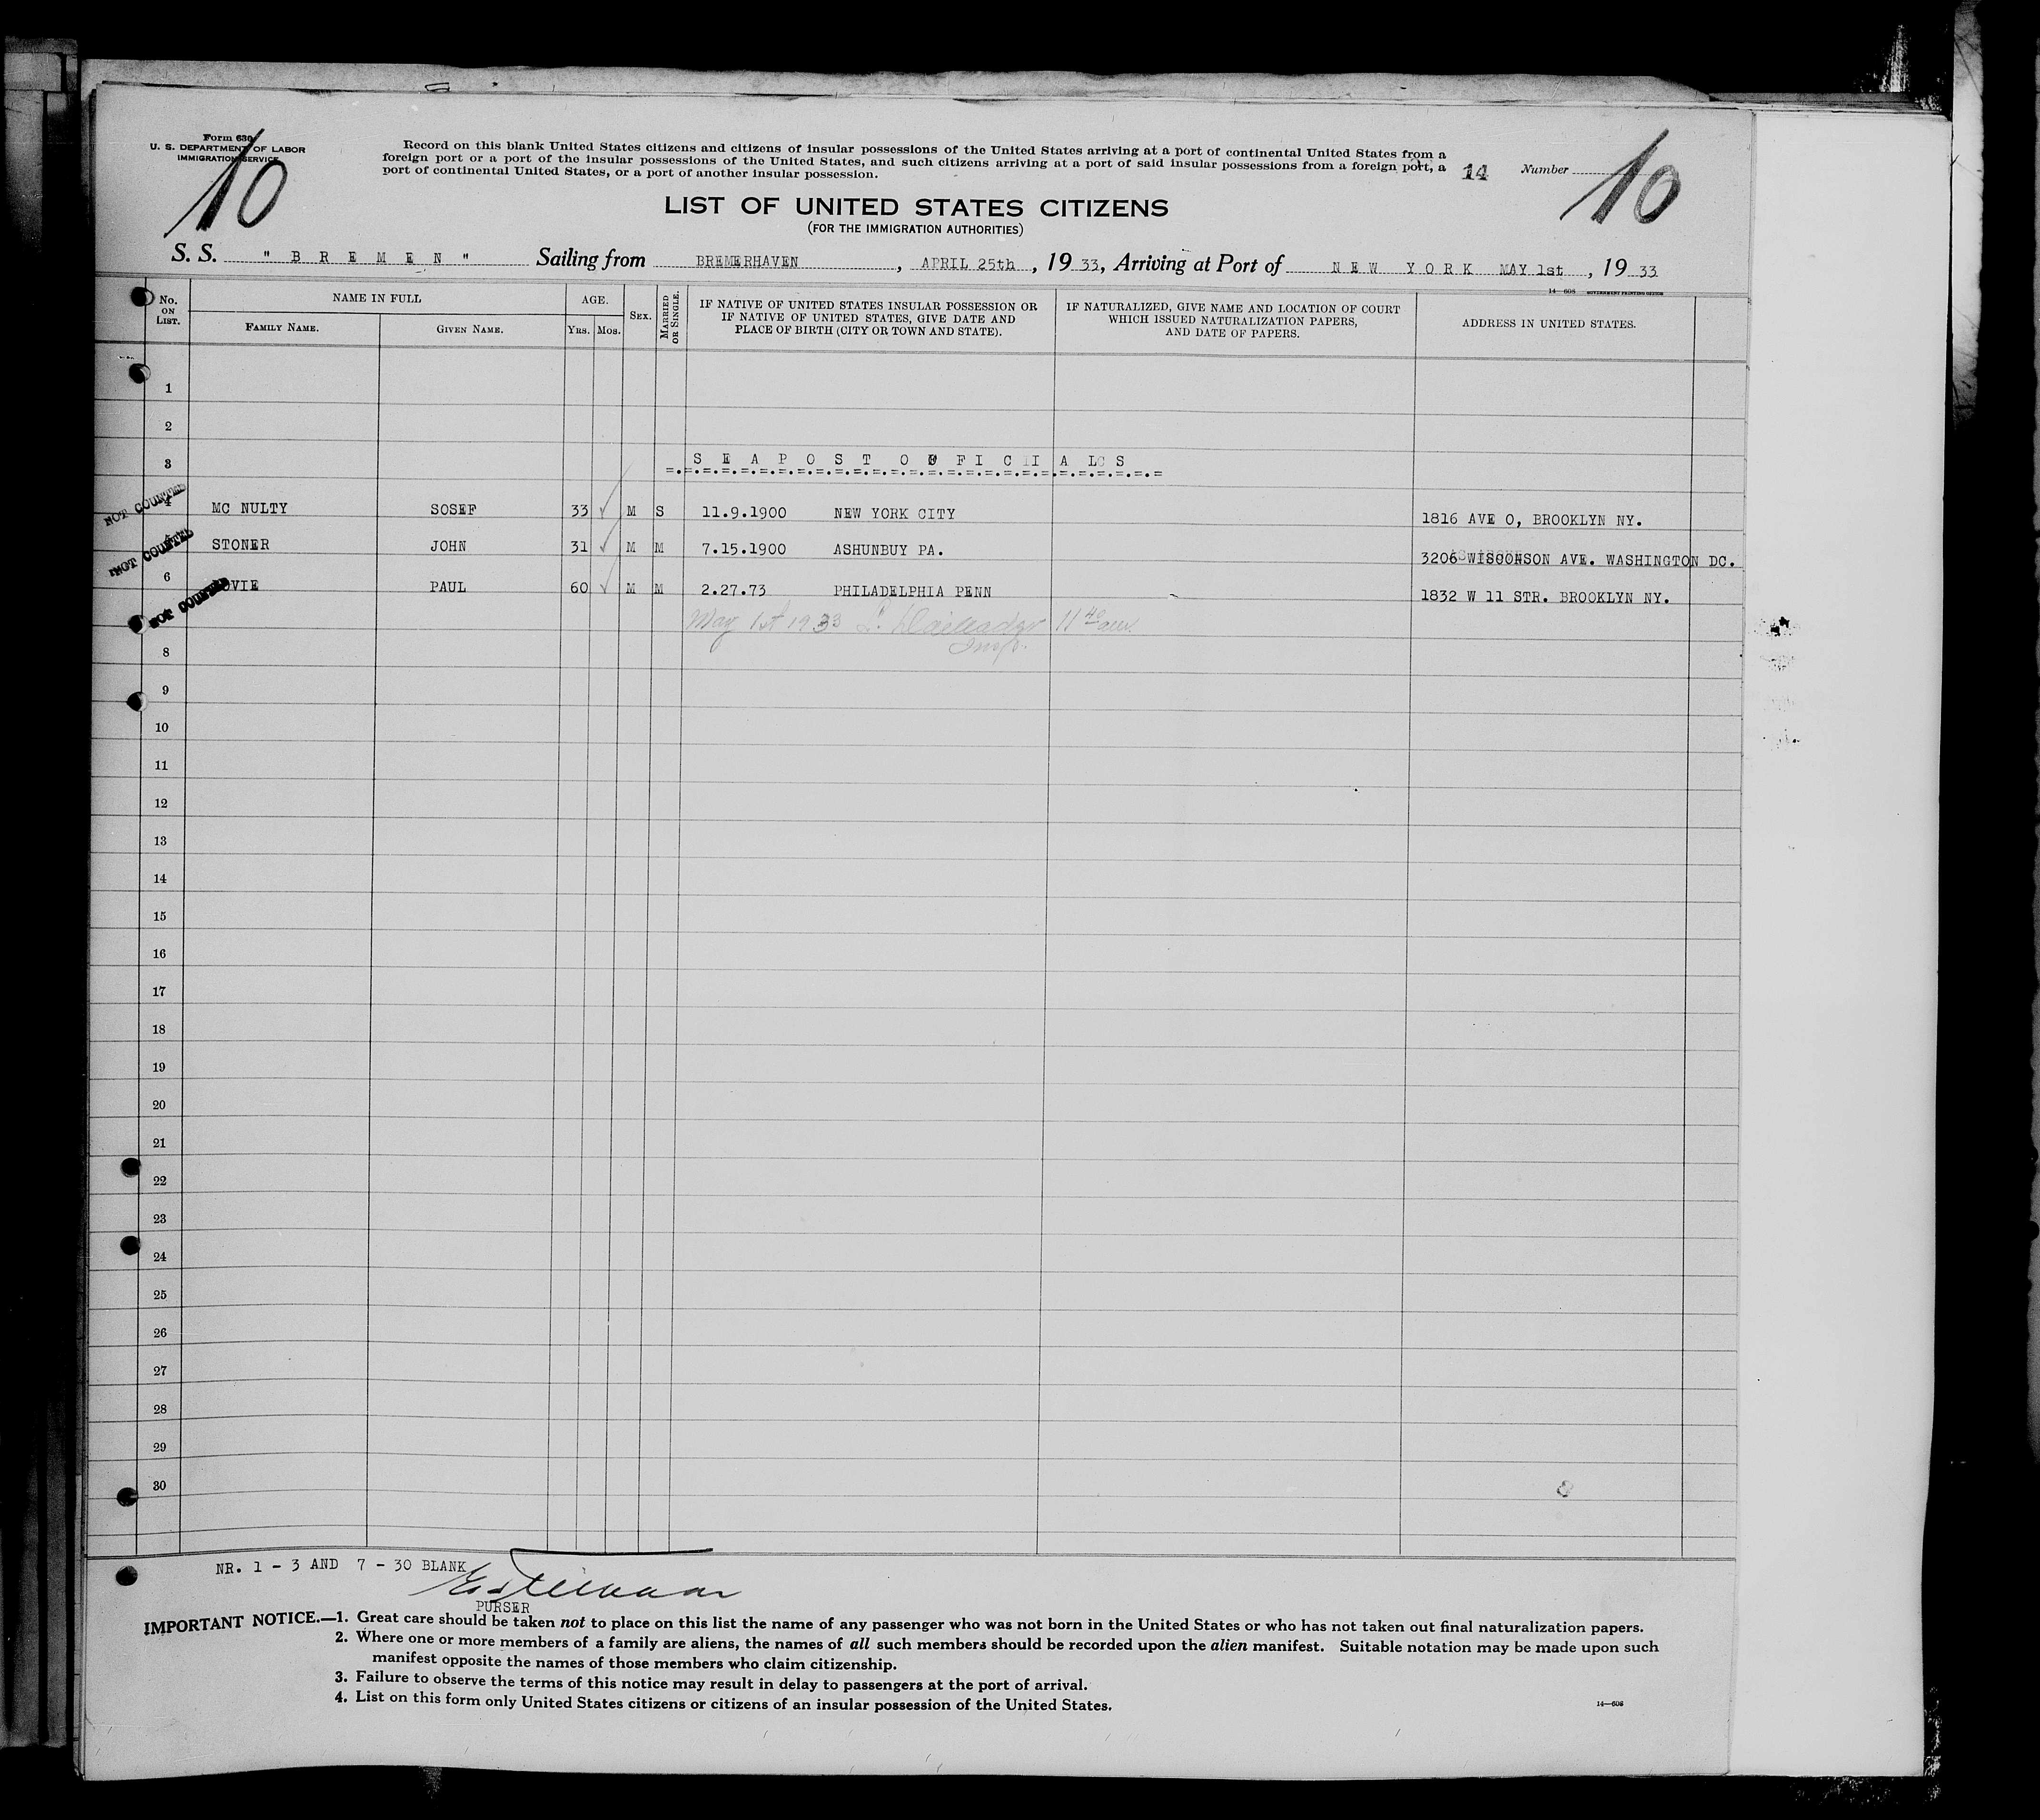 Form 630
U. S. DEPARTMENT OF LABOR
IMMIGRATION SERVICE
10
Record on this blank United States citizens and citizens of insular possessions of the United States arriving at a port of continental United States from a
foreign port or a port of the insular possessions of the United States, and such citizens arriving at a port of said insular possessions from a foreign port, a
port of continental United States, or a port of another insular possession.
14 Number 10
LIST OF UNITED STATES CITIZENS
(FOR THE IMMIGRATION AUTHORITIES)
S. S. " B R E M E N " Sailing from BREMERHAVEN, APRIL 25th, 19 33, Arriving at Port of N E W Y O R K MAY 1st, 19 33
14—608 GOVERNMENT PRINTING OFFICE
No. ON LIST. NAME IN FULL FAMILY NAME. GIVEN NAME. AGE. YRS. MOS. SEX. MARRIED OR SINGLE. IF NATIVE OF UNITED STATES INSULAR POSSESSION OR IF NATIVE OF UNITED STATES, GIVE DATE AND PLACE OF BIRTH (CITY OR TOWN AND STATE). IF NATURALIZED, GIVE NAME AND LOCATION OF COURT WHICH ISSUED NATURALIZATION PAPERS, AND DATE OF PAPERS. ADDRESS IN UNITED STATES.
1
2
3 S E A P O S T O F F I C I A L S
NOT COUNTED 4 MC NULTY SOSEF 33 ✓ M S 11.9.1900 NEW YORK CITY 1816 AVE O, BROOKLYN NY.
NOT COUNTED STONER JOHN 31 ✓ M M 7.15.1900 ASHUNBUY PA. 3206 WISCONSON AVE. WASHINGTON DC.
NOT COUNTED 6 PAUL 60 ✓ M M 2.27.73 PHILADELPHIA PENN 1832 W 11 STR. BROOKLYN NY.
May 1st 1933 11 40 am.
Insp.
8
9
10
11
12
13
14
15
16
17
18
19
20
21
22
23
24
25
26
27
28
29
30
NR. 1 - 3 AND 7 - 30 BLANK
PURSER
IMPORTANT NOTICE.—1. Great care should be taken not to place on this list the name of any passenger who was not born in the United States or who has not taken out final naturalization papers.
2. Where one or more members of a family are aliens, the names of all such members should be recorded upon the alien manifest. Suitable notation may be made upon such
manifest opposite the names of those members who claim citizenship.
3. Failure to observe the terms of this notice may result in delay to passengers at the port of arrival.
4. List on this form only United States citizens or citizens of an insular possession of the United States.
14—608